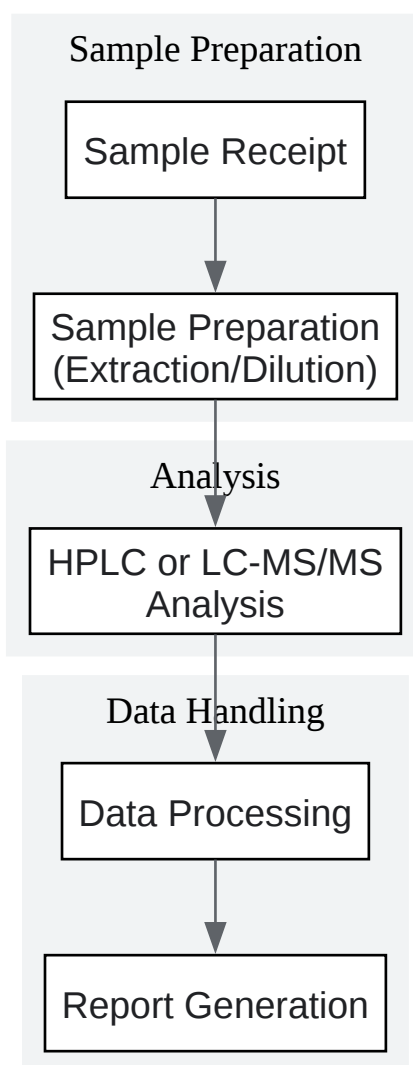 Sample Preparation
Sample Receipt
Sample Preparation
(Extraction/Dilution)
Analysis
HPLC or LC-MS/MS
Analysis
Data Handling
Data Processing
Report Generation